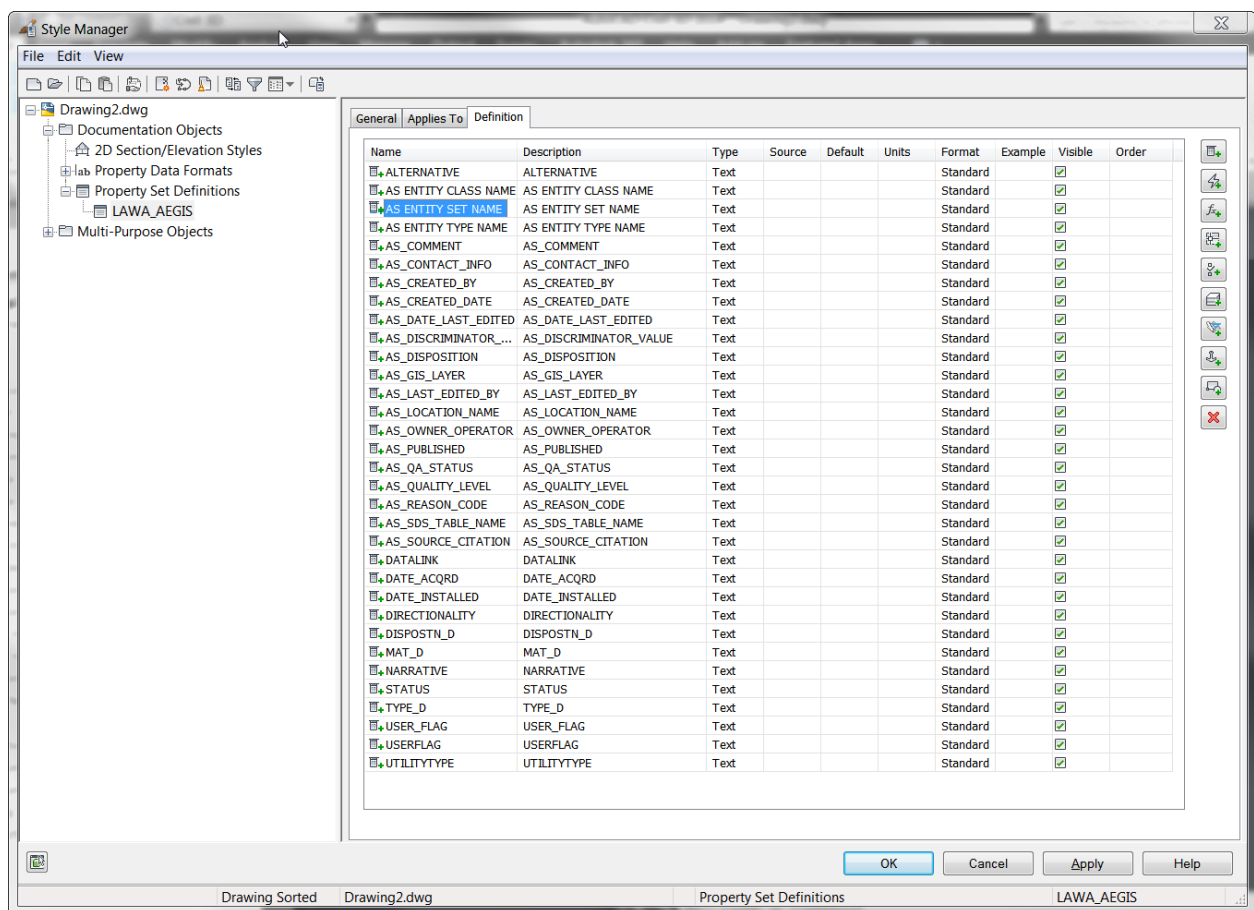 Style Manager
File Edit View
Drawing2.dwg
Documentation Objects
2D Section/Elevation Styles
Property Data Formats
Property Set Definitions
LAWA_AEGIS
Multi-Purpose Objects
General Applies To Definition
Name Description Type Source Default Units Format Example Visible Order
ALTERNATIVE ALTERNATIVE Text Standard
AS ENTITY CLASS NAME AS ENTITY CLASS NAME Text Standard
AS ENTITY SET NAME AS ENTITY SET NAME Text Standard
AS ENTITY TYPE NAME AS ENTITY TYPE NAME Text Standard
AS_COMMENT AS_COMMENT Text Standard
AS_CONTACT_INFO AS_CONTACT_INFO Text Standard
AS_CREATED_BY AS_CREATED_BY Text Standard
AS_CREATED_DATE AS_CREATED_DATE Text Standard
AS_DATE_LAST_EDITED AS_DATE_LAST_EDITED Text Standard
AS_DISCRIMINATOR_... AS_DISCRIMINATOR_VALUE Text Standard
AS_DISPOSITION AS_DISPOSITION Text Standard
AS_GIS_LAYER AS_GIS_LAYER Text Standard
AS_LAST_EDITED_BY AS_LAST_EDITED_BY Text Standard
AS_LOCATION_NAME AS_LOCATION_NAME Text Standard
AS_OWNER_OPERATOR AS_OWNER_OPERATOR Text Standard
AS_PUBLISHED AS_PUBLISHED Text Standard
AS_QA_STATUS AS_QA_STATUS Text Standard
AS_QUALITY_LEVEL AS_QUALITY_LEVEL Text Standard
AS_REASON_CODE AS_REASON_CODE Text Standard
AS_SDS_TABLE_NAME AS_SDS_TABLE_NAME Text Standard
AS_SOURCE_CITATION AS_SOURCE_CITATION Text Standard
DATALINK DATALINK Text Standard
DATE_ACQRD DATE_ACQRD Text Standard
DATE_INSTALLED DATE_INSTALLED Text Standard
DIRECTIONALITY DIRECTIONALITY Text Standard
DISPOSTN_D DISPOSTN_D Text Standard
MAT_D MAT_D Text Standard
NARRATIVE NARRATIVE Text Standard
STATUS STATUS Text Standard
TYPE_D TYPE_D Text Standard
USER_FLAG USER_FLAG Text Standard
USERFLAG USERFLAG Text Standard
UTILITYTYPE UTILITYTYPE Text Standard
OK Cancel Apply Help
Drawing Sorted Drawing2.dwg Property Set Definitions LAWA_AEGIS